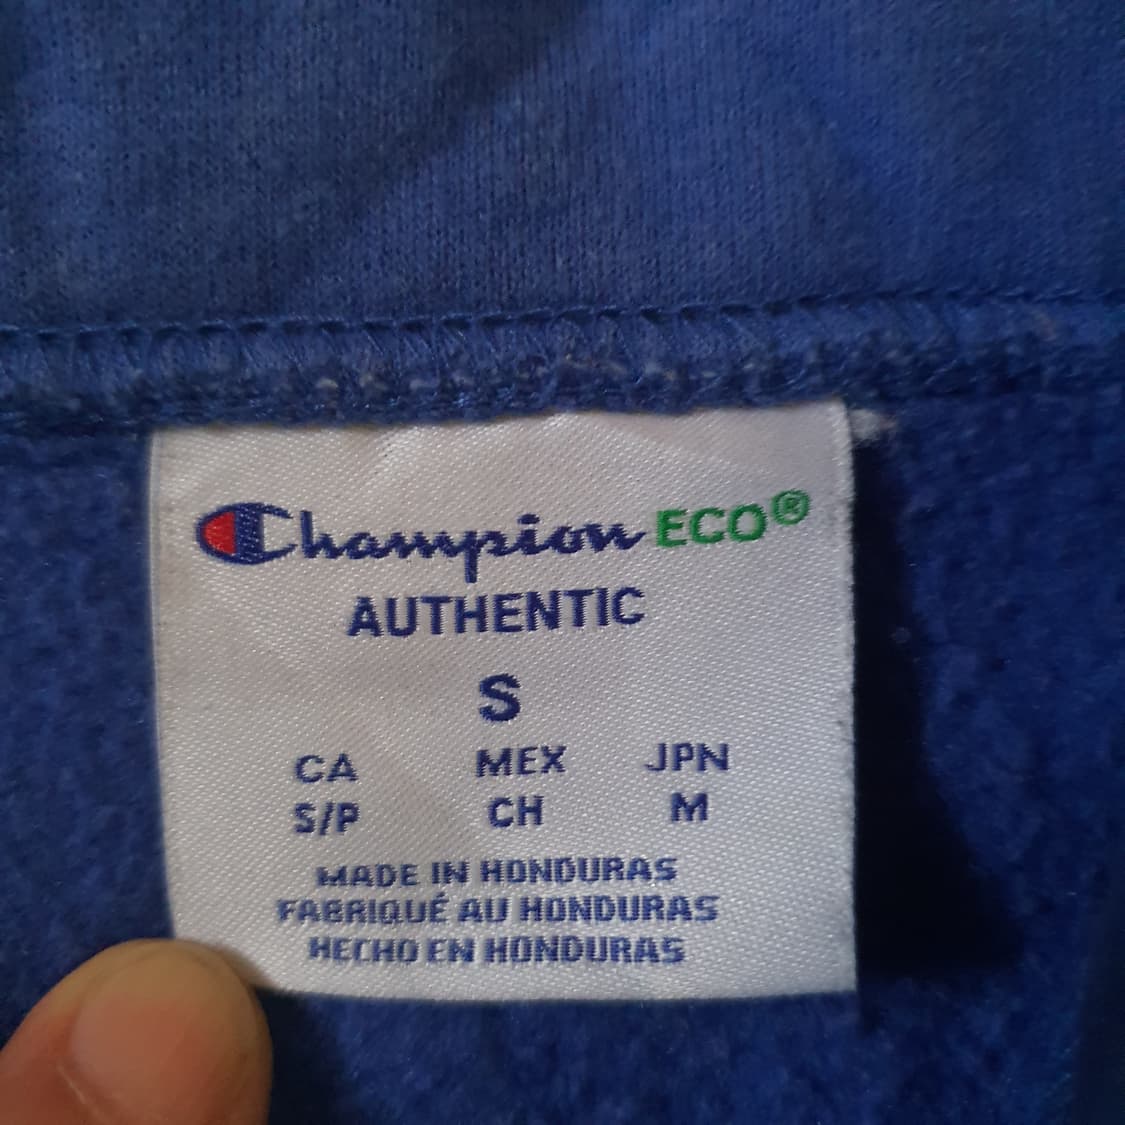 Champion ECO®
AUTHENTIC
S
CA MEX JPN
S/P CH M
MADE IN HONDURAS
FABRIQUÉ AU HONDURAS
HECHO EN HONDURAS